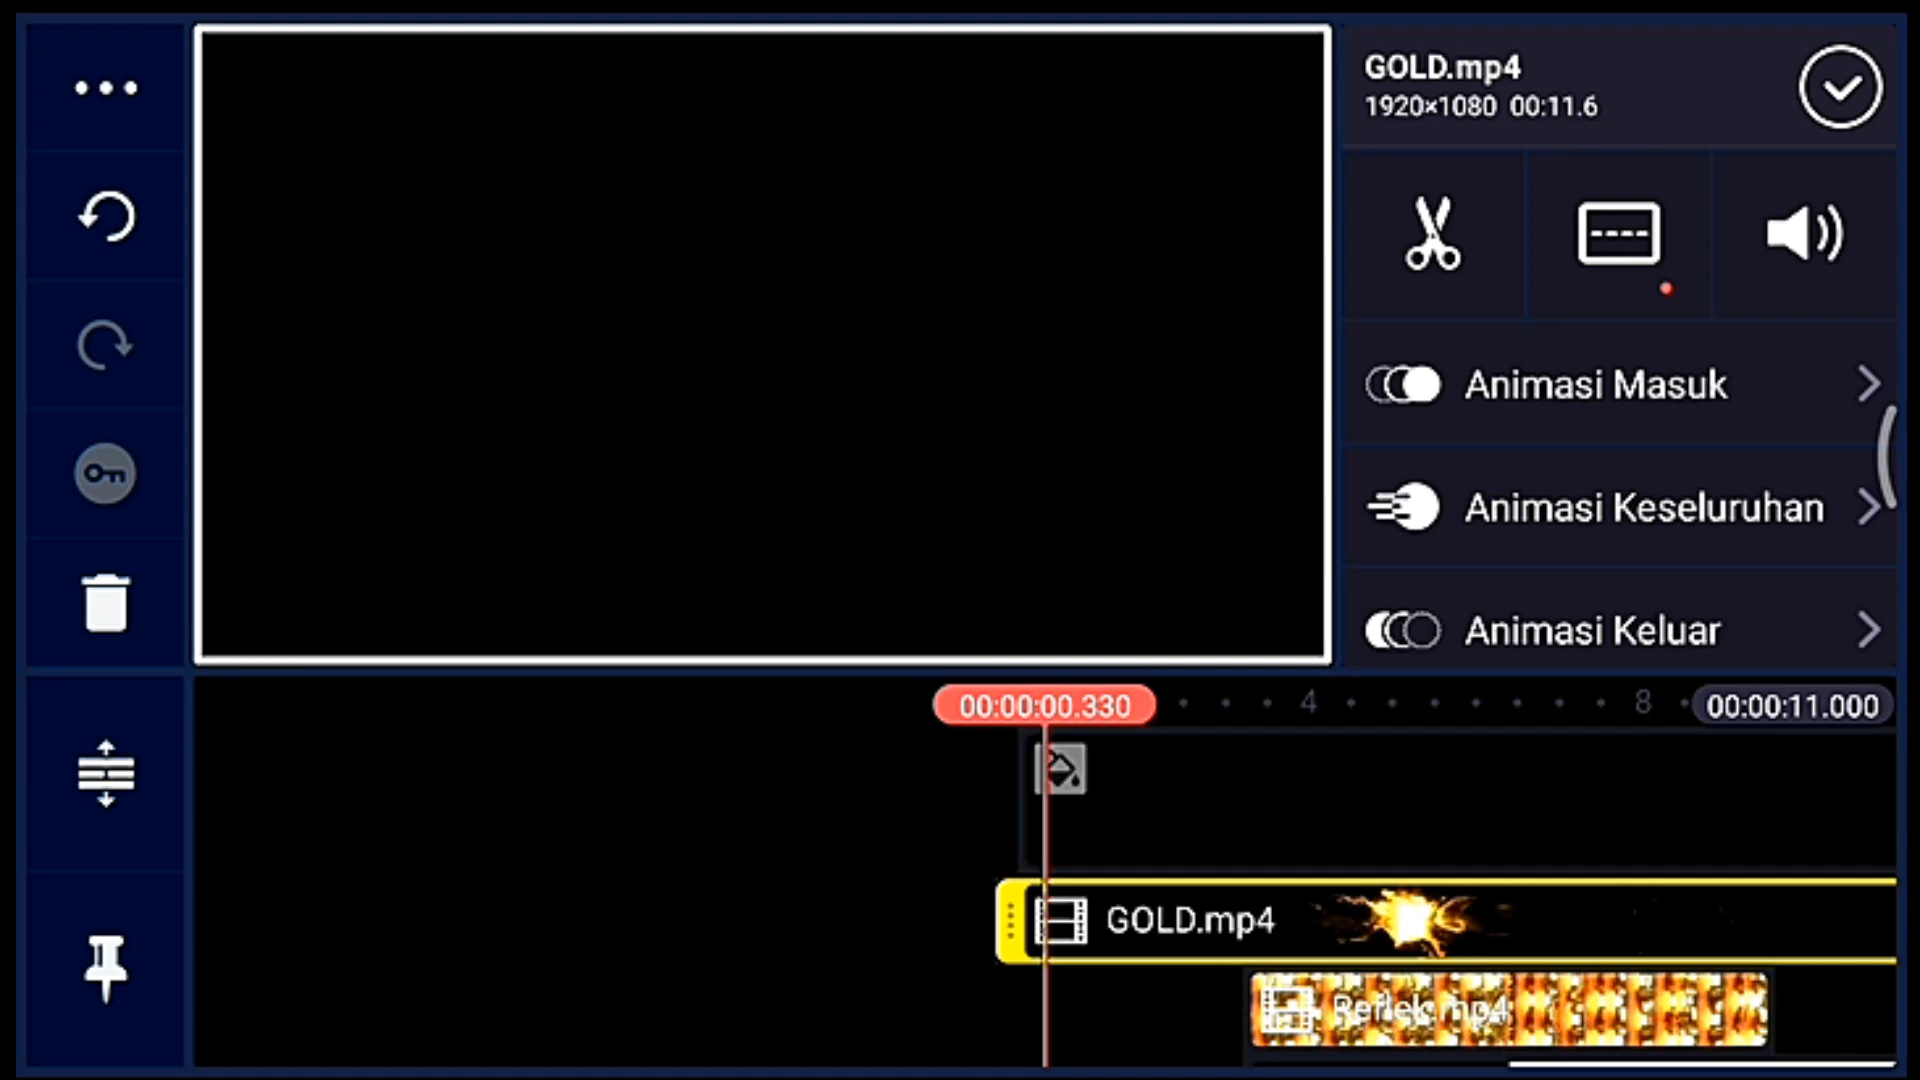 GOLD.mp4
1920×1080 00:11.6
Animasi Masuk
Animasi Keseluruhan
Animasi Keluar
00:00:00.330
4
8
00:00:11.000
GOLD.mp4
Reflek.mp4